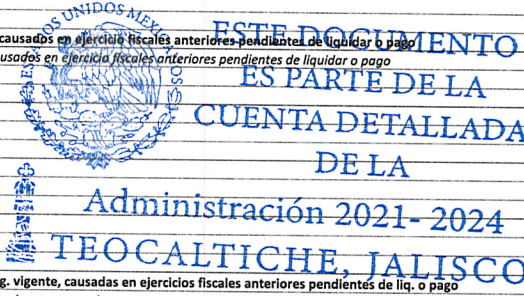 causados en ejercicio fiscales anteriores pendientes de liquidar o pago
usados en ejercicio fiscales anteriores pendientes de liquidar o pago
ESTADOS UNIDOS MEXICANOS
ESTE DOCUMENTO
ES PARTE DE LA
CUENTA DETALLADA
DE LA
Administración 2021- 2024
TEOCALTICHE, JALISCO
g. vigente, causadas en ejercicios fiscales anteriores pendientes de liq. o pago